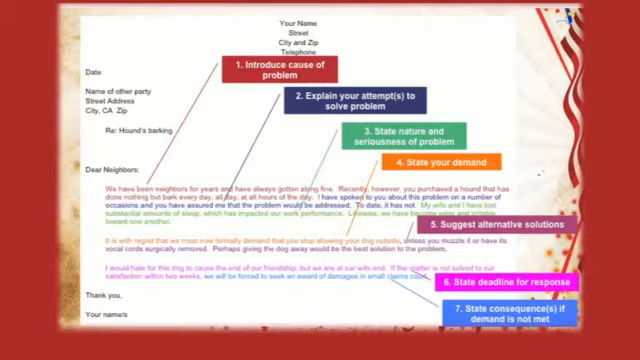 Your Name
Street
City and Zip
Telephone
1. Introduce cause of
problem
Date
2. Explain your attempt(s) to
solve problem
Name of other party
Street Address
City, CA  Zip
Re: Hound's barking
3. State nature and
seriousness of problem
4. State your demand
Dear Neighbors:
We have been neighbors for years and have always gotten along fine.  Recently, however, you purchased a hound that has
done nothing but bark every day, all day, at all hours of the day.  I have spoken to you about this problem on a number of
occasions and you have assured me that the problem would be addressed.  To date, it has not.  My wife and I have lost
substantial amounts of sleep, which has impacted our work performance.  Likewise, we have become edgy and irritable
toward one another.
5. Suggest alternative solutions
It is with regret that we must now formally demand that you stop allowing your dog outside, unless you muzzle it or have its
vocal cords surgically removed.  Perhaps giving the dog away would be the best solution to the problem.
I would hate for this dog to cause the end of our friendship, but we are at our wits end.  If the matter is not solved to our
satisfaction within two weeks, we will be forced to seek an award of damages in small claims court.
6. State deadline for response
Thank you,
7. State consequence(s) if
demand is not met
Your name/s